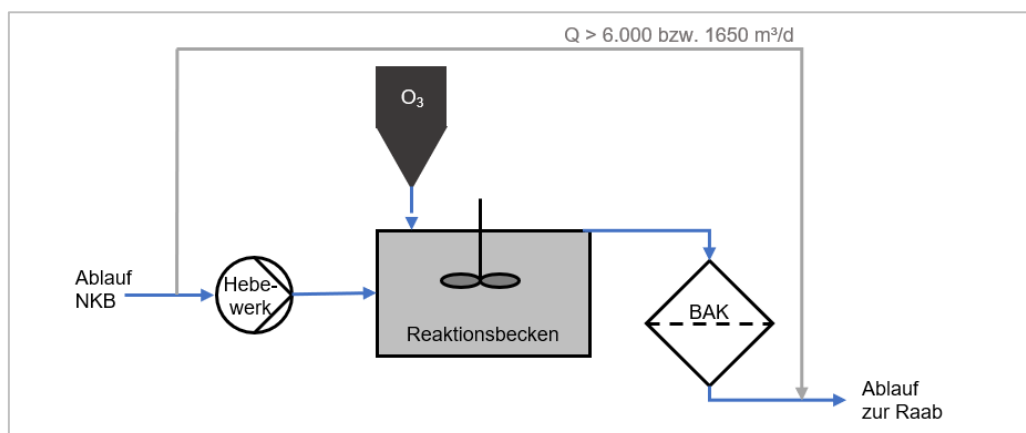 Q > 6.000 bzw. 1650 m³/d
O₃
Ablauf
NKB
Hebe-
werk
Reaktionsbecken
BAK
Ablauf
zur Raab